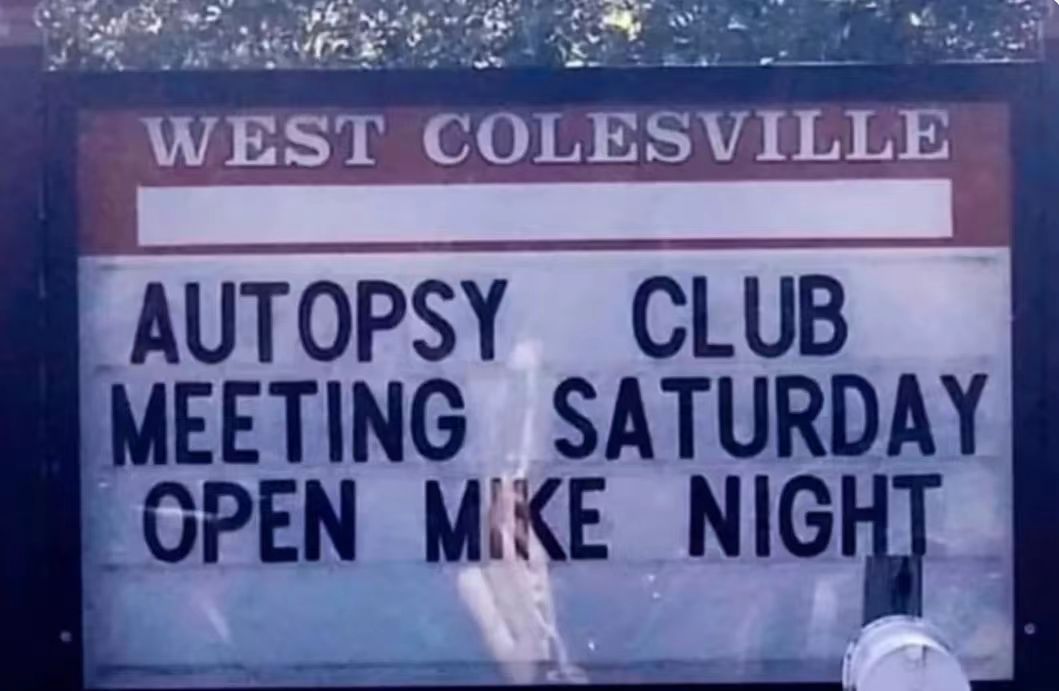 WEST COLESVILLE
AUTOPSY CLUB
MEETING SATURDAY
OPEN MIKE NIGHT